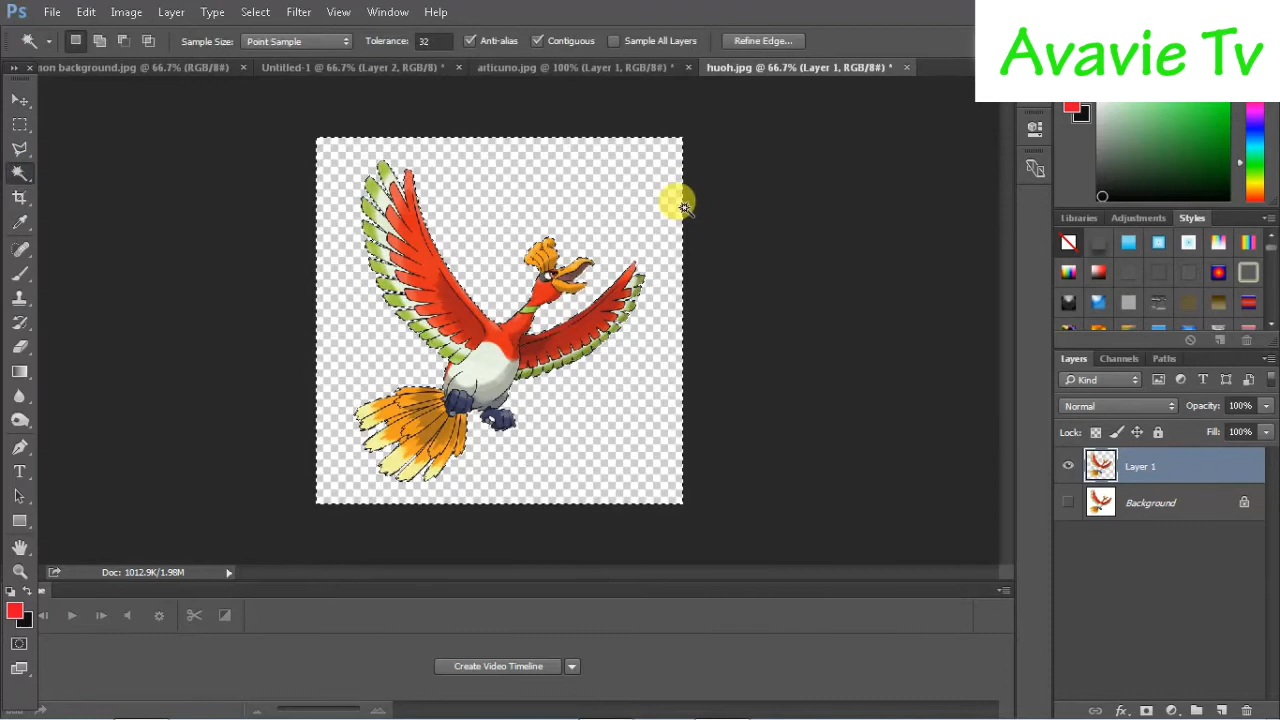 Ps File Edit Image Layer Type Select Filter View Window Help
Avavie Tv
Sample Size: Point Sample Tolerance: 32 Anti-alias Contiguous Sample All Layers Refine Edge...
son background.jpg @ 66.7% (RGB/8#) × Untitled-1 @ 66.7% (Layer 2, RGB/8) * × articuno.jpg @ 100% (Layer 1, RGB/8#) * × huoh.jpg @ 66.7% (Layer 1, RGB/8#) * ×
Libraries Adjustments Styles
Layers Channels Paths
Kind
Normal Opacity: 100%
Lock: Fill: 100%
Layer 1
Background
Doc: 1012.9K/1.98M
Create Video Timeline